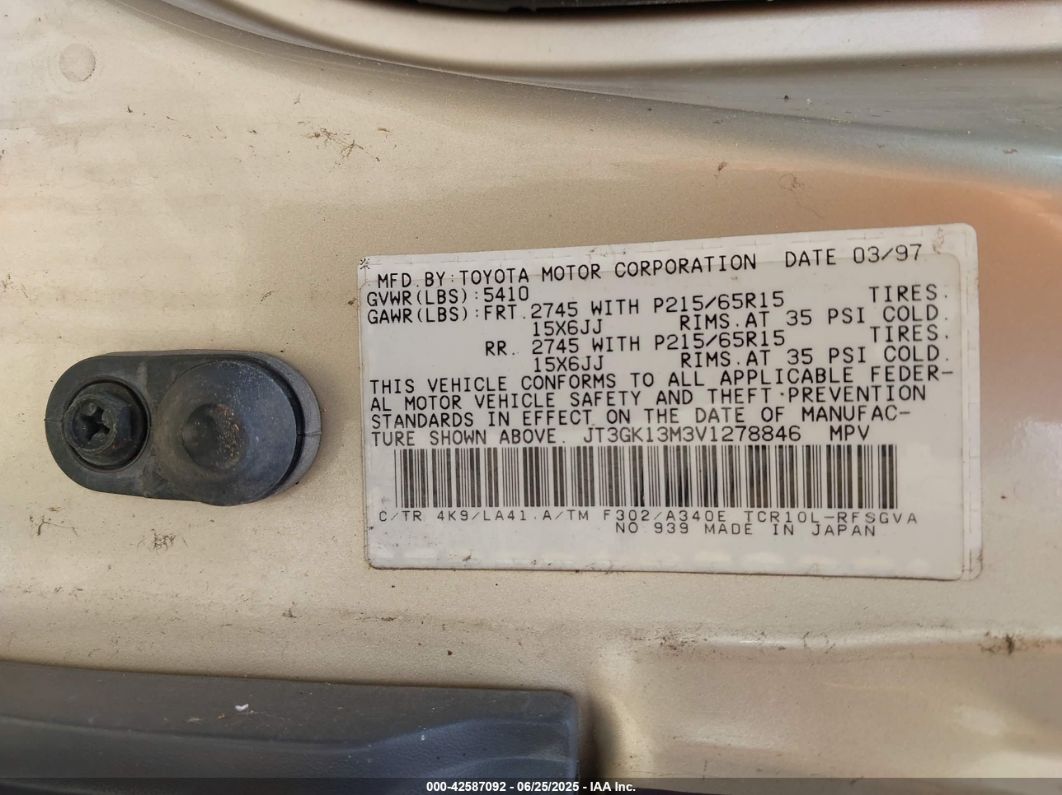 MFD. BY: TOYOTA MOTOR CORPORATION DATE 03/97
GVWR(LBS):5410
GAWR(LBS):FRT. 2745 WITH P215/65R15 TIRES.
15X6JJ RIMS.AT 35 PSI COLD.
RR. 2745 WITH P215/65R15 TIRES.
15X6JJ RIMS.AT 35 PSI COLD.
THIS VEHICLE CONFORMS TO ALL APPLICABLE FEDER-
AL MOTOR VEHICLE SAFETY AND THEFT PREVENTION
STANDARDS IN EFFECT ON THE DATE OF MANUFAC-
TURE SHOWN ABOVE. JT3GK13M3V1278846 MPV
C/TR 4K9/LA41 A/TM F302/A340E TCR10L-RFSGVA
NO 939 MADE IN JAPAN
000-42587092 - 06/25/2025 - IAA Inc.